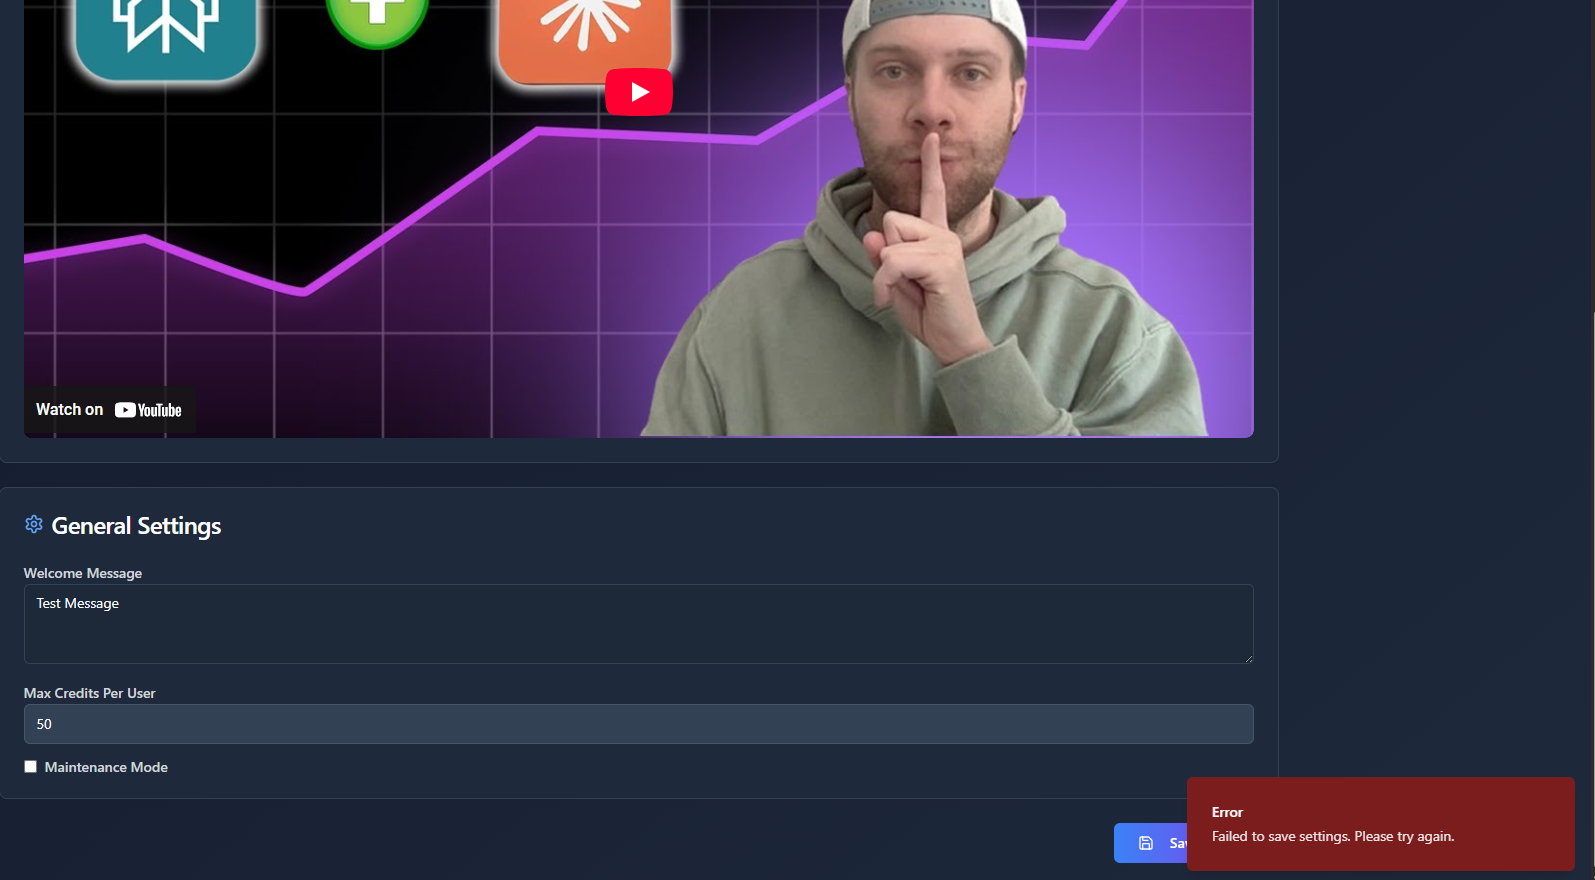 Watch on YouTube
General Settings
Welcome Message
Test Message
Max Credits Per User
50
Maintenance Mode
Error
Failed to save settings. Please try again.